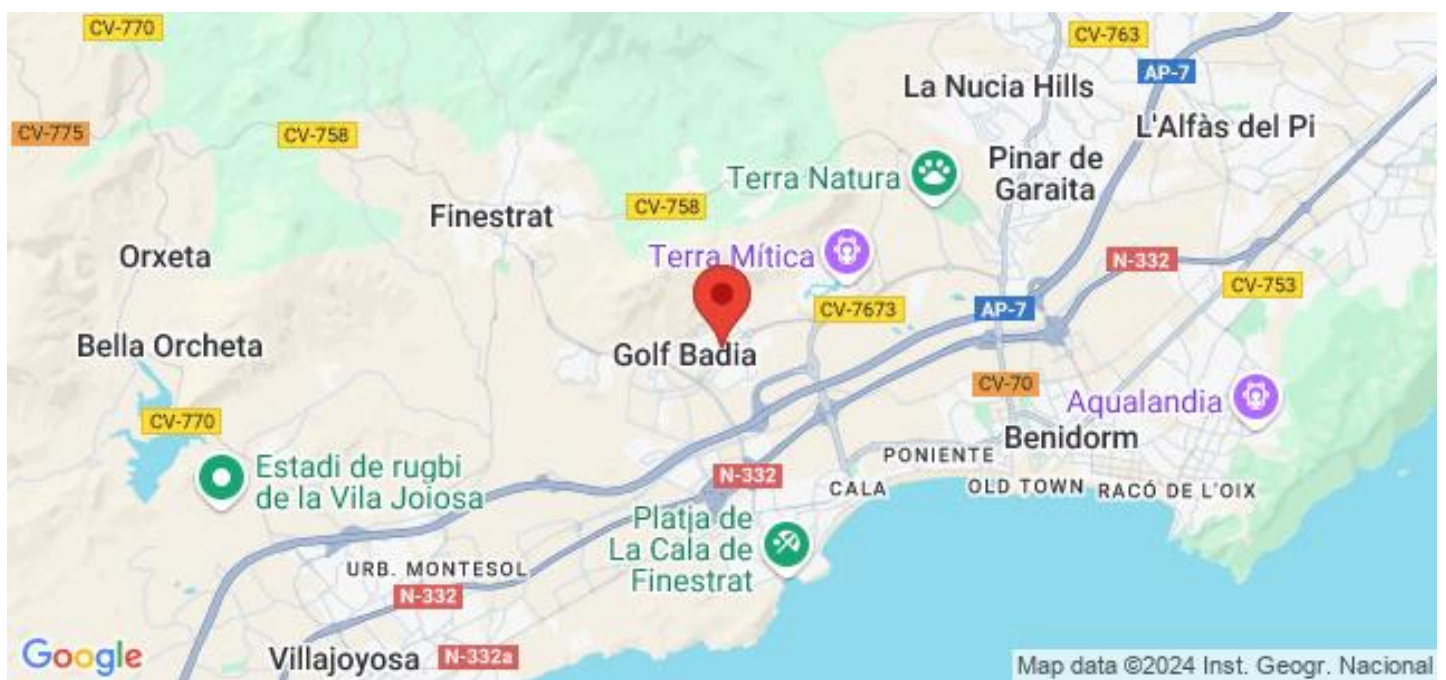 CV-770
CV-763
AP-7
La Nucia Hills
CV-775
CV-758
L'Alfàs del Pi
Terra Natura
Pinar de
Garaita
Finestrat
CV-758
Orxeta
Terra Mítica
N-332
CV-753
CV-7673
AP-7
Bella Orcheta
Golf Badia
CV-70
Aqualandia
CV-770
Benidorm
PONIENTE
Estadi de rugbi
de la Vila Joiosa
N-332
CALA
OLD TOWN
RACÓ DE L'OIX
Platja de
La Cala de
Finestrat
URB. MONTESOL
N-332
Google
Villajoyosa
N-332a
Map data ©2024 Inst. Geogr. Nacional